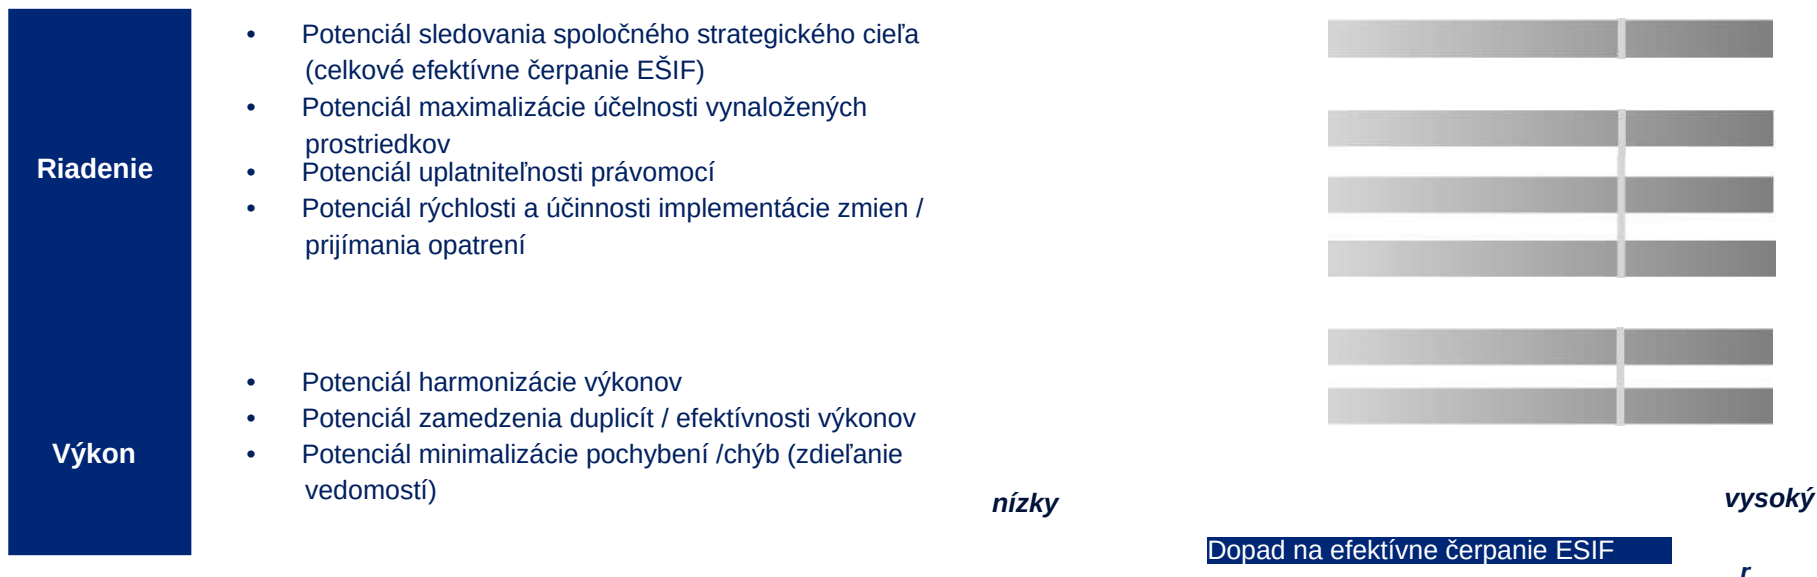 Riadenie
• Potenciál sledovania spoločného strategického cieľa
(celkové efektívne čerpanie EŠIF)
• Potenciál maximalizácie účelnosti vynaložených
prostriedkov
• Potenciál uplatniteľnosti právomocí
• Potenciál rýchlosti a účinnosti implementácie zmien /
prijímania opatrení
Výkon
• Potenciál harmonizácie výkonov
• Potenciál zamedzenia duplicít / efektívnosti výkonov
• Potenciál minimalizácie pochybení /chýb (zdieľanie
vedomostí)
nízky
vysoký
Dopad na efektívne čerpanie ESIF
r